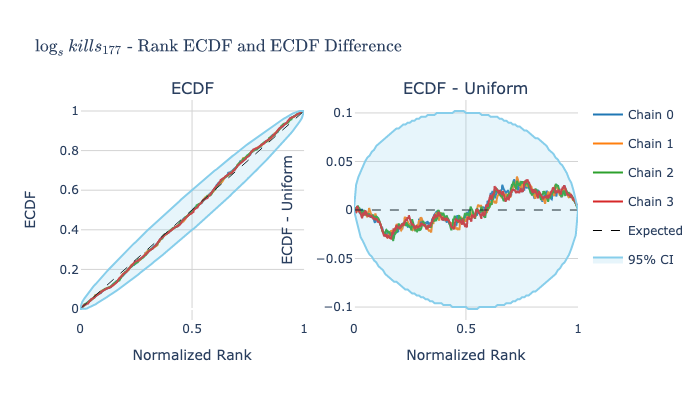 log_s kills_177 - Rank ECDF and ECDF Difference
ECDF
ECDF - Uniform
1
0.8
0.6
0.4
0.2
0
0
0.5
1
ECDF
Normalized Rank
0.1
0.05
0
−0.05
−0.1
0
0.5
1
ECDF - Uniform
Normalized Rank
Chain 0
Chain 1
Chain 2
Chain 3
Expected
95% CI